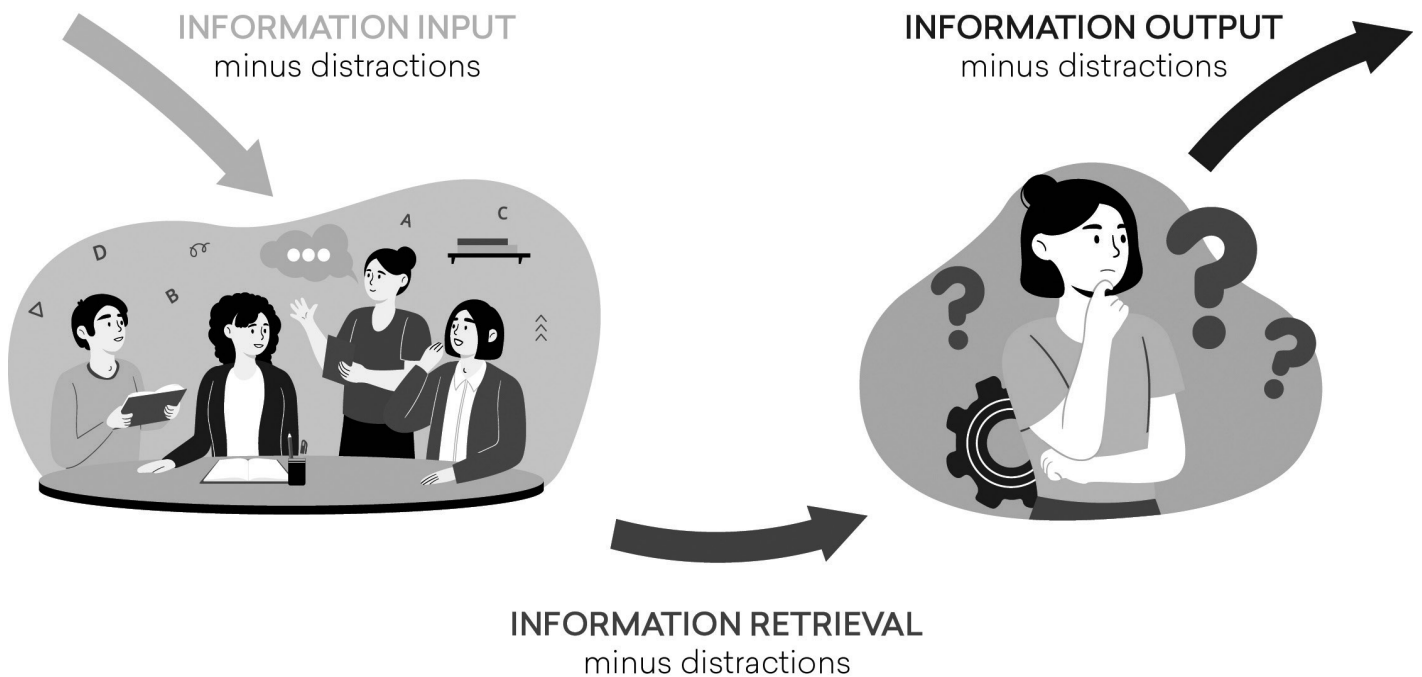 INFORMATION INPUT
minus distractions
INFORMATION OUTPUT
minus distractions
A
C
D
B
INFORMATION RETRIEVAL
minus distractions